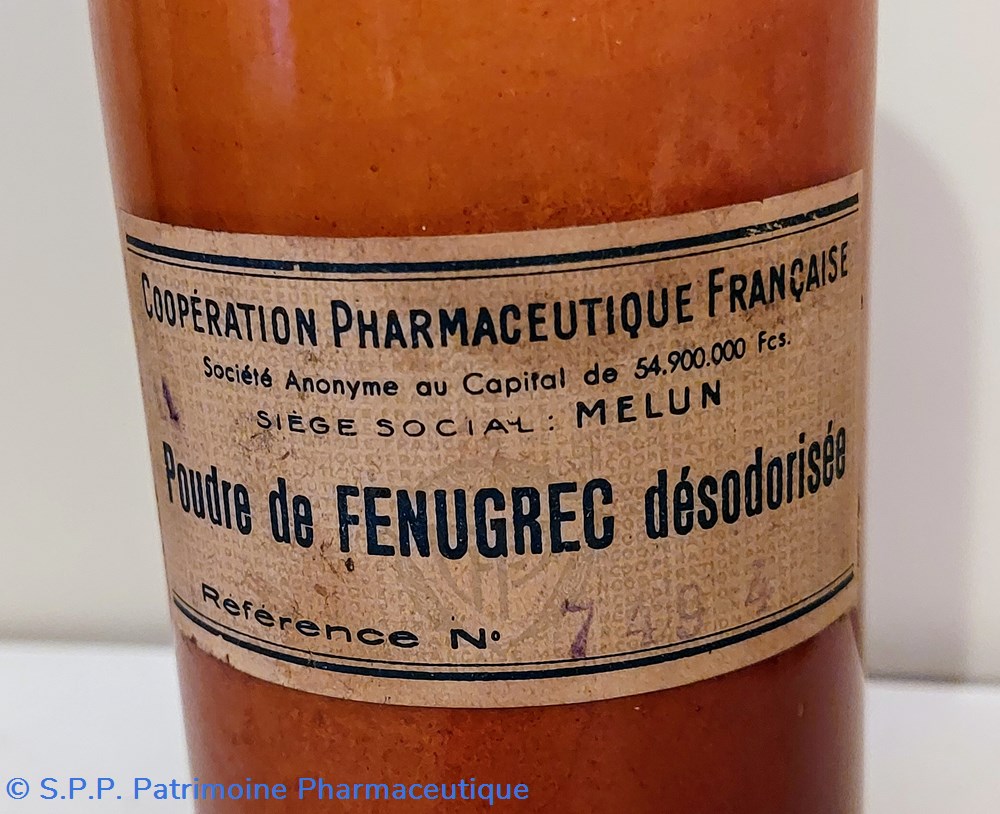 COOPÉRATION PHARMACEUTIQUE FRANÇAISE
Société Anonyme au Capital de 54.900.000 Fcs.
SIÈGE SOCIAL: MELUN
Poudre de FENUGREC désodorisée
Référence N° 7494
© S.P.P. Patrimoine Pharmaceutique